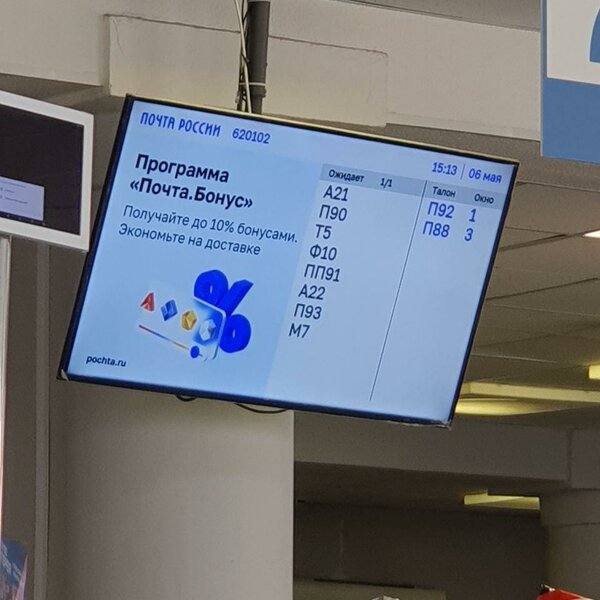 ПОЧТА РОССИИ 620102
15:13 06 мая
Программа
«Почта.Бонус»
Получайте до 10% бонусами.
Экономьте на доставке
pochta.ru
Ожидает 1/1
А21
П90
Т5
Ф10
ПП91
А22
П93
М7
Талон Окно
П92 1
П88 3